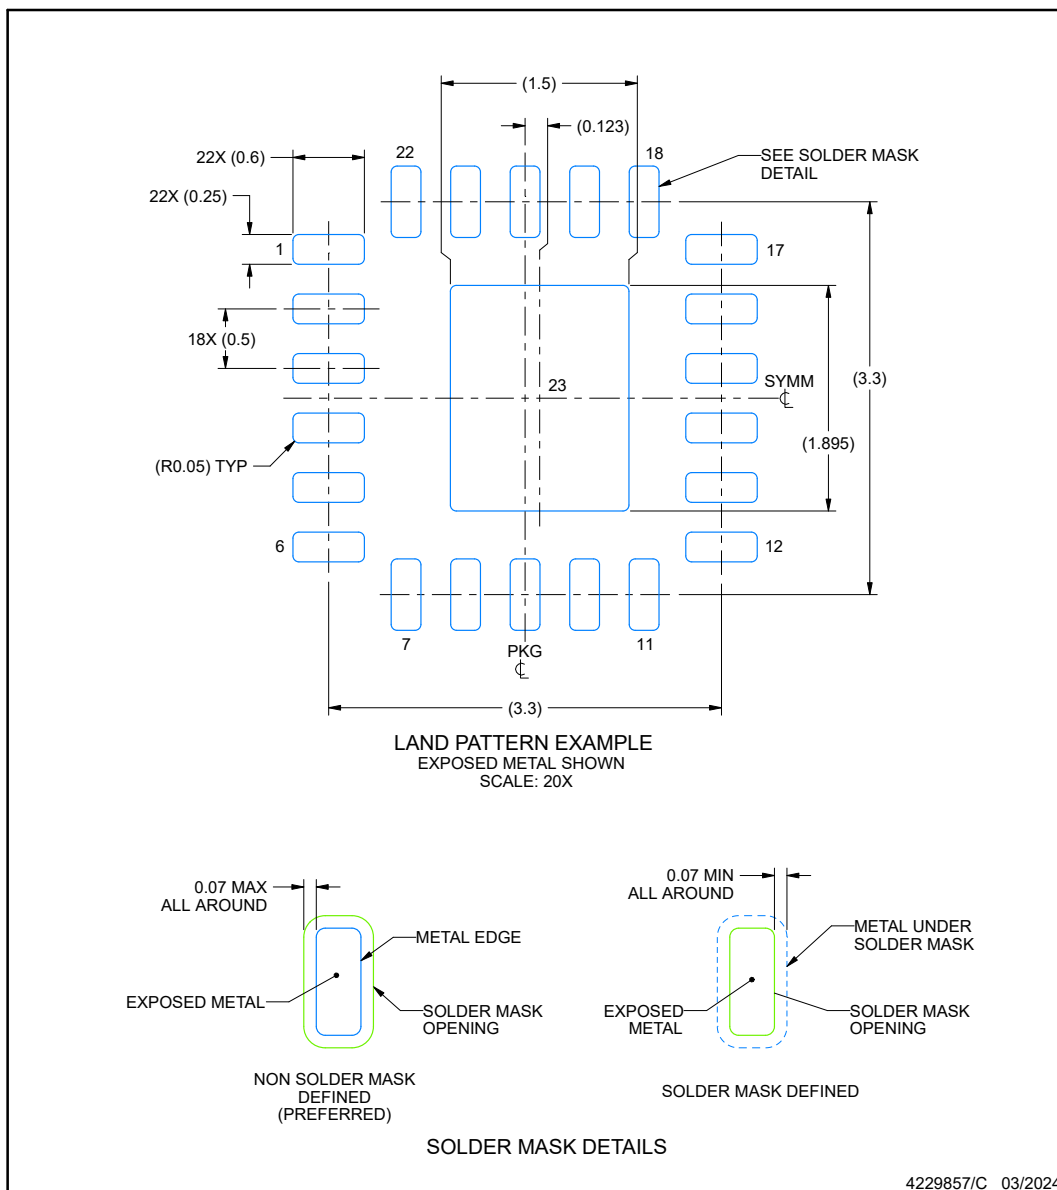 (1.5)
(0.123)
22X (0.6)
22
18
SEE SOLDER MASK
DETAIL
22X (0.25)
1
17
18X (0.5)
SYMM
CL
23
(3.3)
(1.895)
(R0.05) TYP
6
12
7
11
PKG
CL
(3.3)
LAND PATTERN EXAMPLE
EXPOSED METAL SHOWN
SCALE: 20X
0.07 MAX
ALL AROUND
METAL EDGE
EXPOSED METAL
SOLDER MASK
OPENING
NON SOLDER MASK
DEFINED
(PREFERRED)
0.07 MIN
ALL AROUND
METAL UNDER
SOLDER MASK
EXPOSED
METAL
SOLDER MASK
OPENING
SOLDER MASK DEFINED
SOLDER MASK DETAILS
4229857/C 03/2024